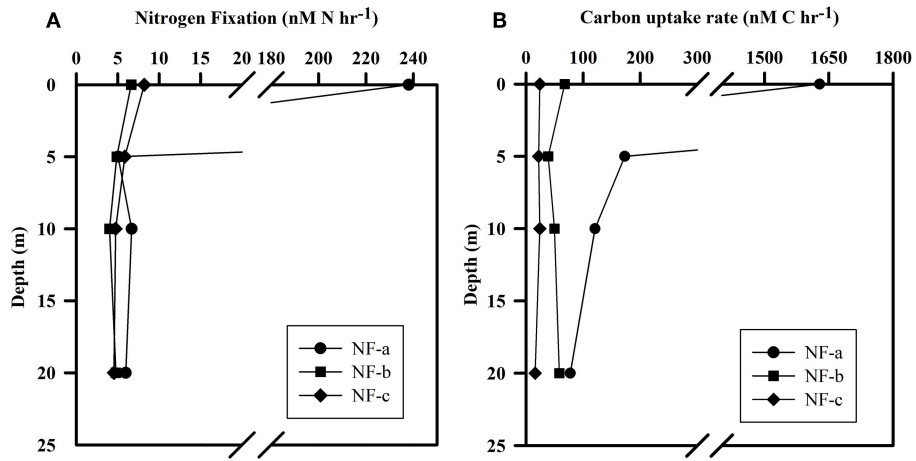 A
Nitrogen Fixation (nM N hr-1)
0 5 10 15 20 180 200 220 240
0
5
10
15
20
25
Depth (m)
NF-a
NF-b
NF-c
B
Carbon uptake rate (nM C hr-1)
0 100 200 300 1500 1650 1800
0
5
10
15
20
25
Depth (m)
NF-a
NF-b
NF-c